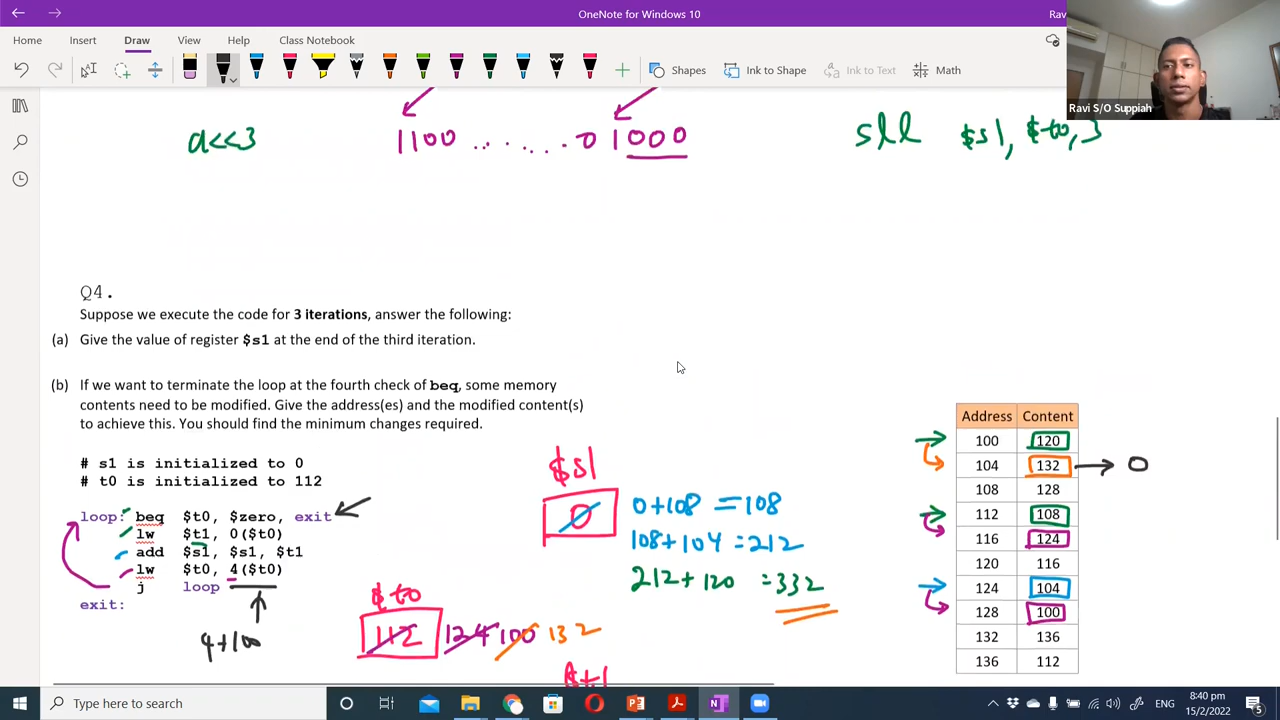 OneNote for Windows 10
Ravi
Home Insert Draw View Help Class Notebook
Shapes Ink to Shape Ink to Text Math
Ravi S/O Suppiah
a<<3
1100 ....... 0 1000
sll $s1, $t0, 3
Q4.
Suppose we execute the code for 3 iterations, answer the following:
(a) Give the value of register $s1 at the end of the third iteration.
(b) If we want to terminate the loop at the fourth check of beq, some memory
contents need to be modified. Give the address(es) and the modified content(s)
to achieve this. You should find the minimum changes required.
# s1 is initialized to 0
# t0 is initialized to 112
loop: beq $t0, $zero, exit
lw $t1, 0($t0)
add $s1, $s1, $t1
lw $t0, 4($t0)
j loop
exit:
4+100
$s1
0
0+108 =108
108+104 =212
212+120 =332
$t0
112 124 100 132
$t1
Address Content
100 120
104 132 → 0
108 128
112 108
116 124
120 116
124 104
128 100
132 136
136 112
Type here to search
ENG
8:40 pm
15/2/2022
5